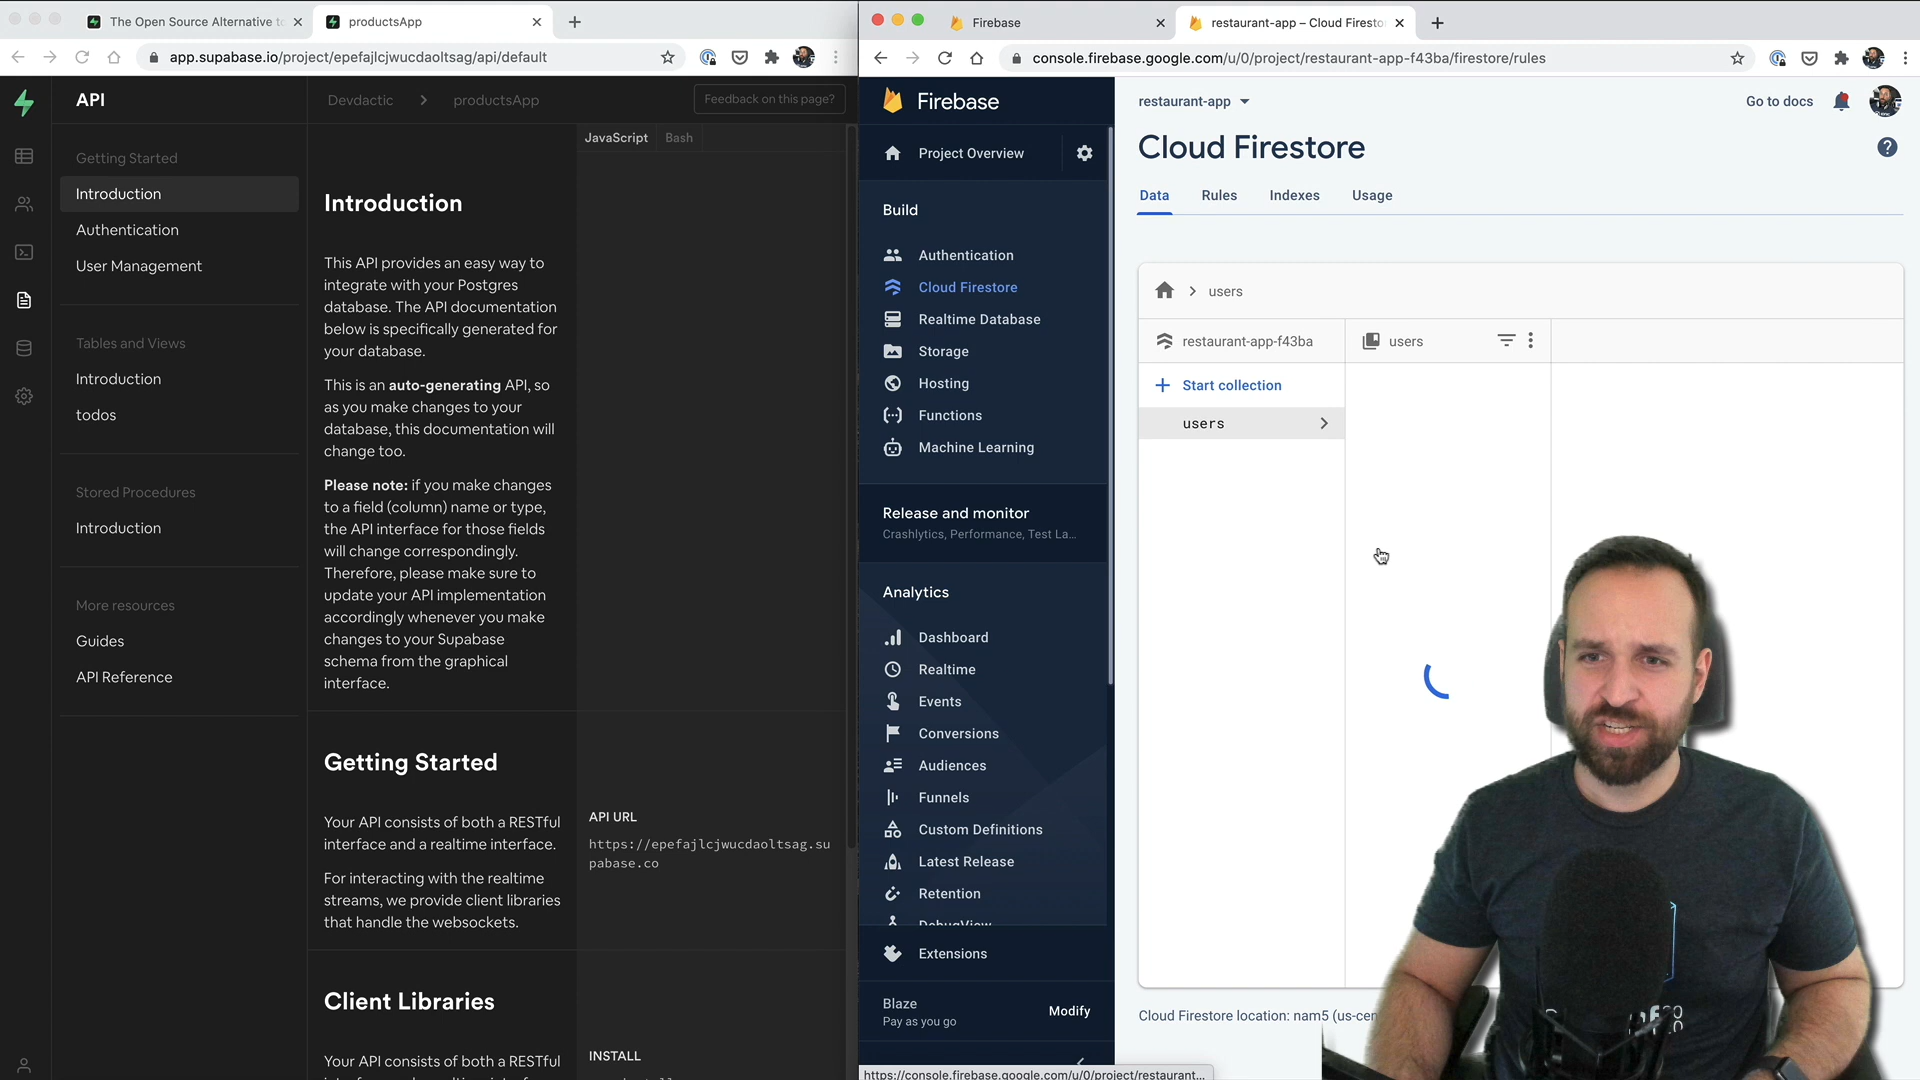 The Open Source Alternative to
productsApp
app.supabase.io/project/epefajlcjwucdaoltsag/api/default
API
Devdactic
productsApp
Feedback on this page?
JavaScript
Bash
Getting Started
Introduction
Authentication
User Management
Tables and Views
Introduction
todos
Stored Procedures
Introduction
More resources
Guides
API Reference
Introduction
This API provides an easy way to
integrate with your Postgres
database. The API documentation
below is specifically generated for
your database.
This is an auto-generating API, so
as you make changes to your
database, this documentation will
change too.
Please note: if you make changes
to a field (column) name or type,
the API interface for those fields
will change correspondingly.
Therefore, please make sure to
update your API implementation
accordingly whenever you make
changes to your Supabase
schema from the graphical
interface.
Getting Started
Your API consists of both a RESTful
interface and a realtime interface.
For interacting with the realtime
streams, we provide client libraries
that handle the websockets.
API URL
https://epefajlcjwucdaoltsag.su
pabase.co
Client Libraries
Your API consists of both a RESTful
INSTALL
Firebase
restaurant-app – Cloud Firesto
console.firebase.google.com/u/0/project/restaurant-app-f43ba/firestore/rules
Firebase
Project Overview
Build
Authentication
Cloud Firestore
Realtime Database
Storage
Hosting
Functions
Machine Learning
Release and monitor
Crashlytics, Performance, Test La...
Analytics
Dashboard
Realtime
Events
Conversions
Audiences
Funnels
Custom Definitions
Latest Release
Retention
DebugView
Extensions
Blaze
Pay as you go
Modify
https://console.firebase.google.com/u/0/project/restaurant...
restaurant-app
Go to docs
Cloud Firestore
Data
Rules
Indexes
Usage
users
restaurant-app-f43ba
users
Start collection
users
Cloud Firestore location: nam5 (us-cen